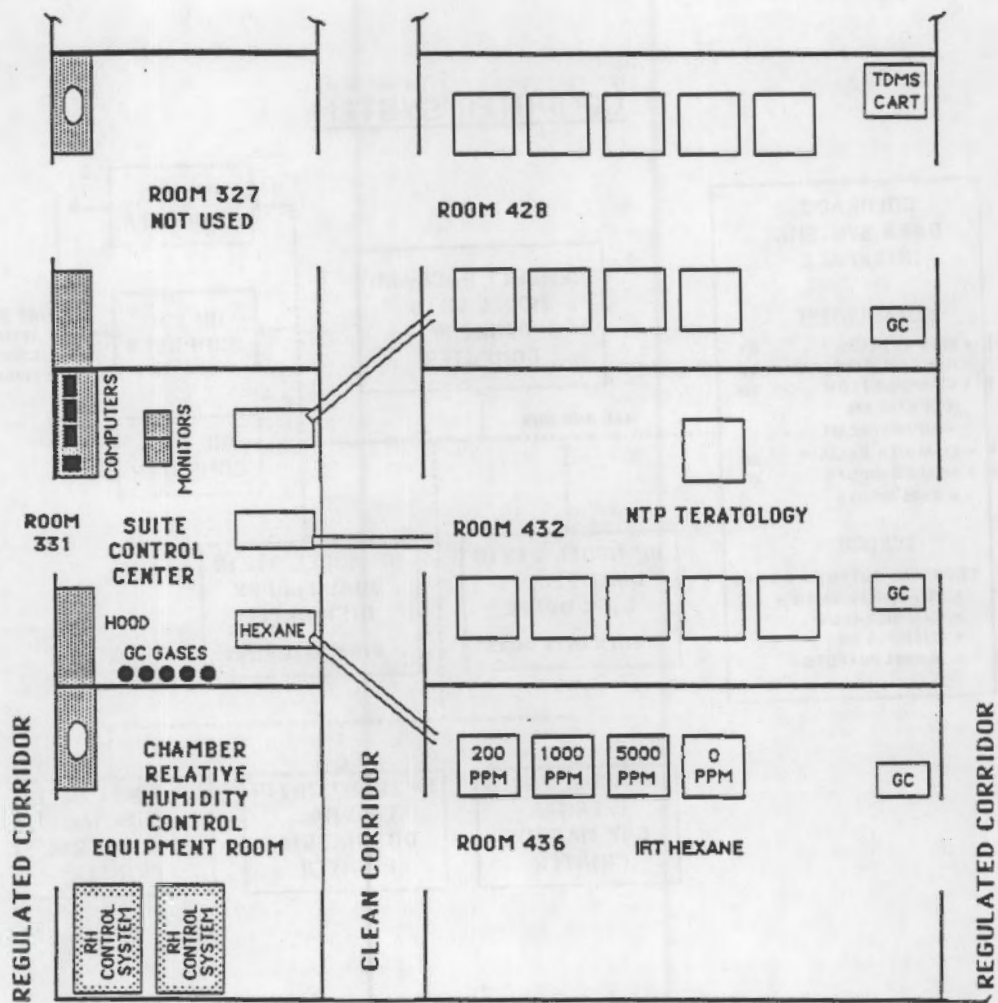 TDMS
CART
ROOM 327
NOT USED
ROOM 428
GC
COMPUTERS
MONITORS
ROOM
331
SUITE
CONTROL
CENTER
ROOM 432
NTP TERATOLOGY
GC
HOOD
HEXANE
GC GASES
REGULATED CORRIDOR
CHAMBER
RELATIVE
HUMIDITY
CONTROL
EQUIPMENT ROOM
CLEAN CORRIDOR
200
PPM
1000
PPM
5000
PPM
0
PPM
GC
ROOM 436
IRT HEXANE
REGULATED CORRIDOR
RH
CONTROL
SYSTEM
RH
CONTROL
SYSTEM